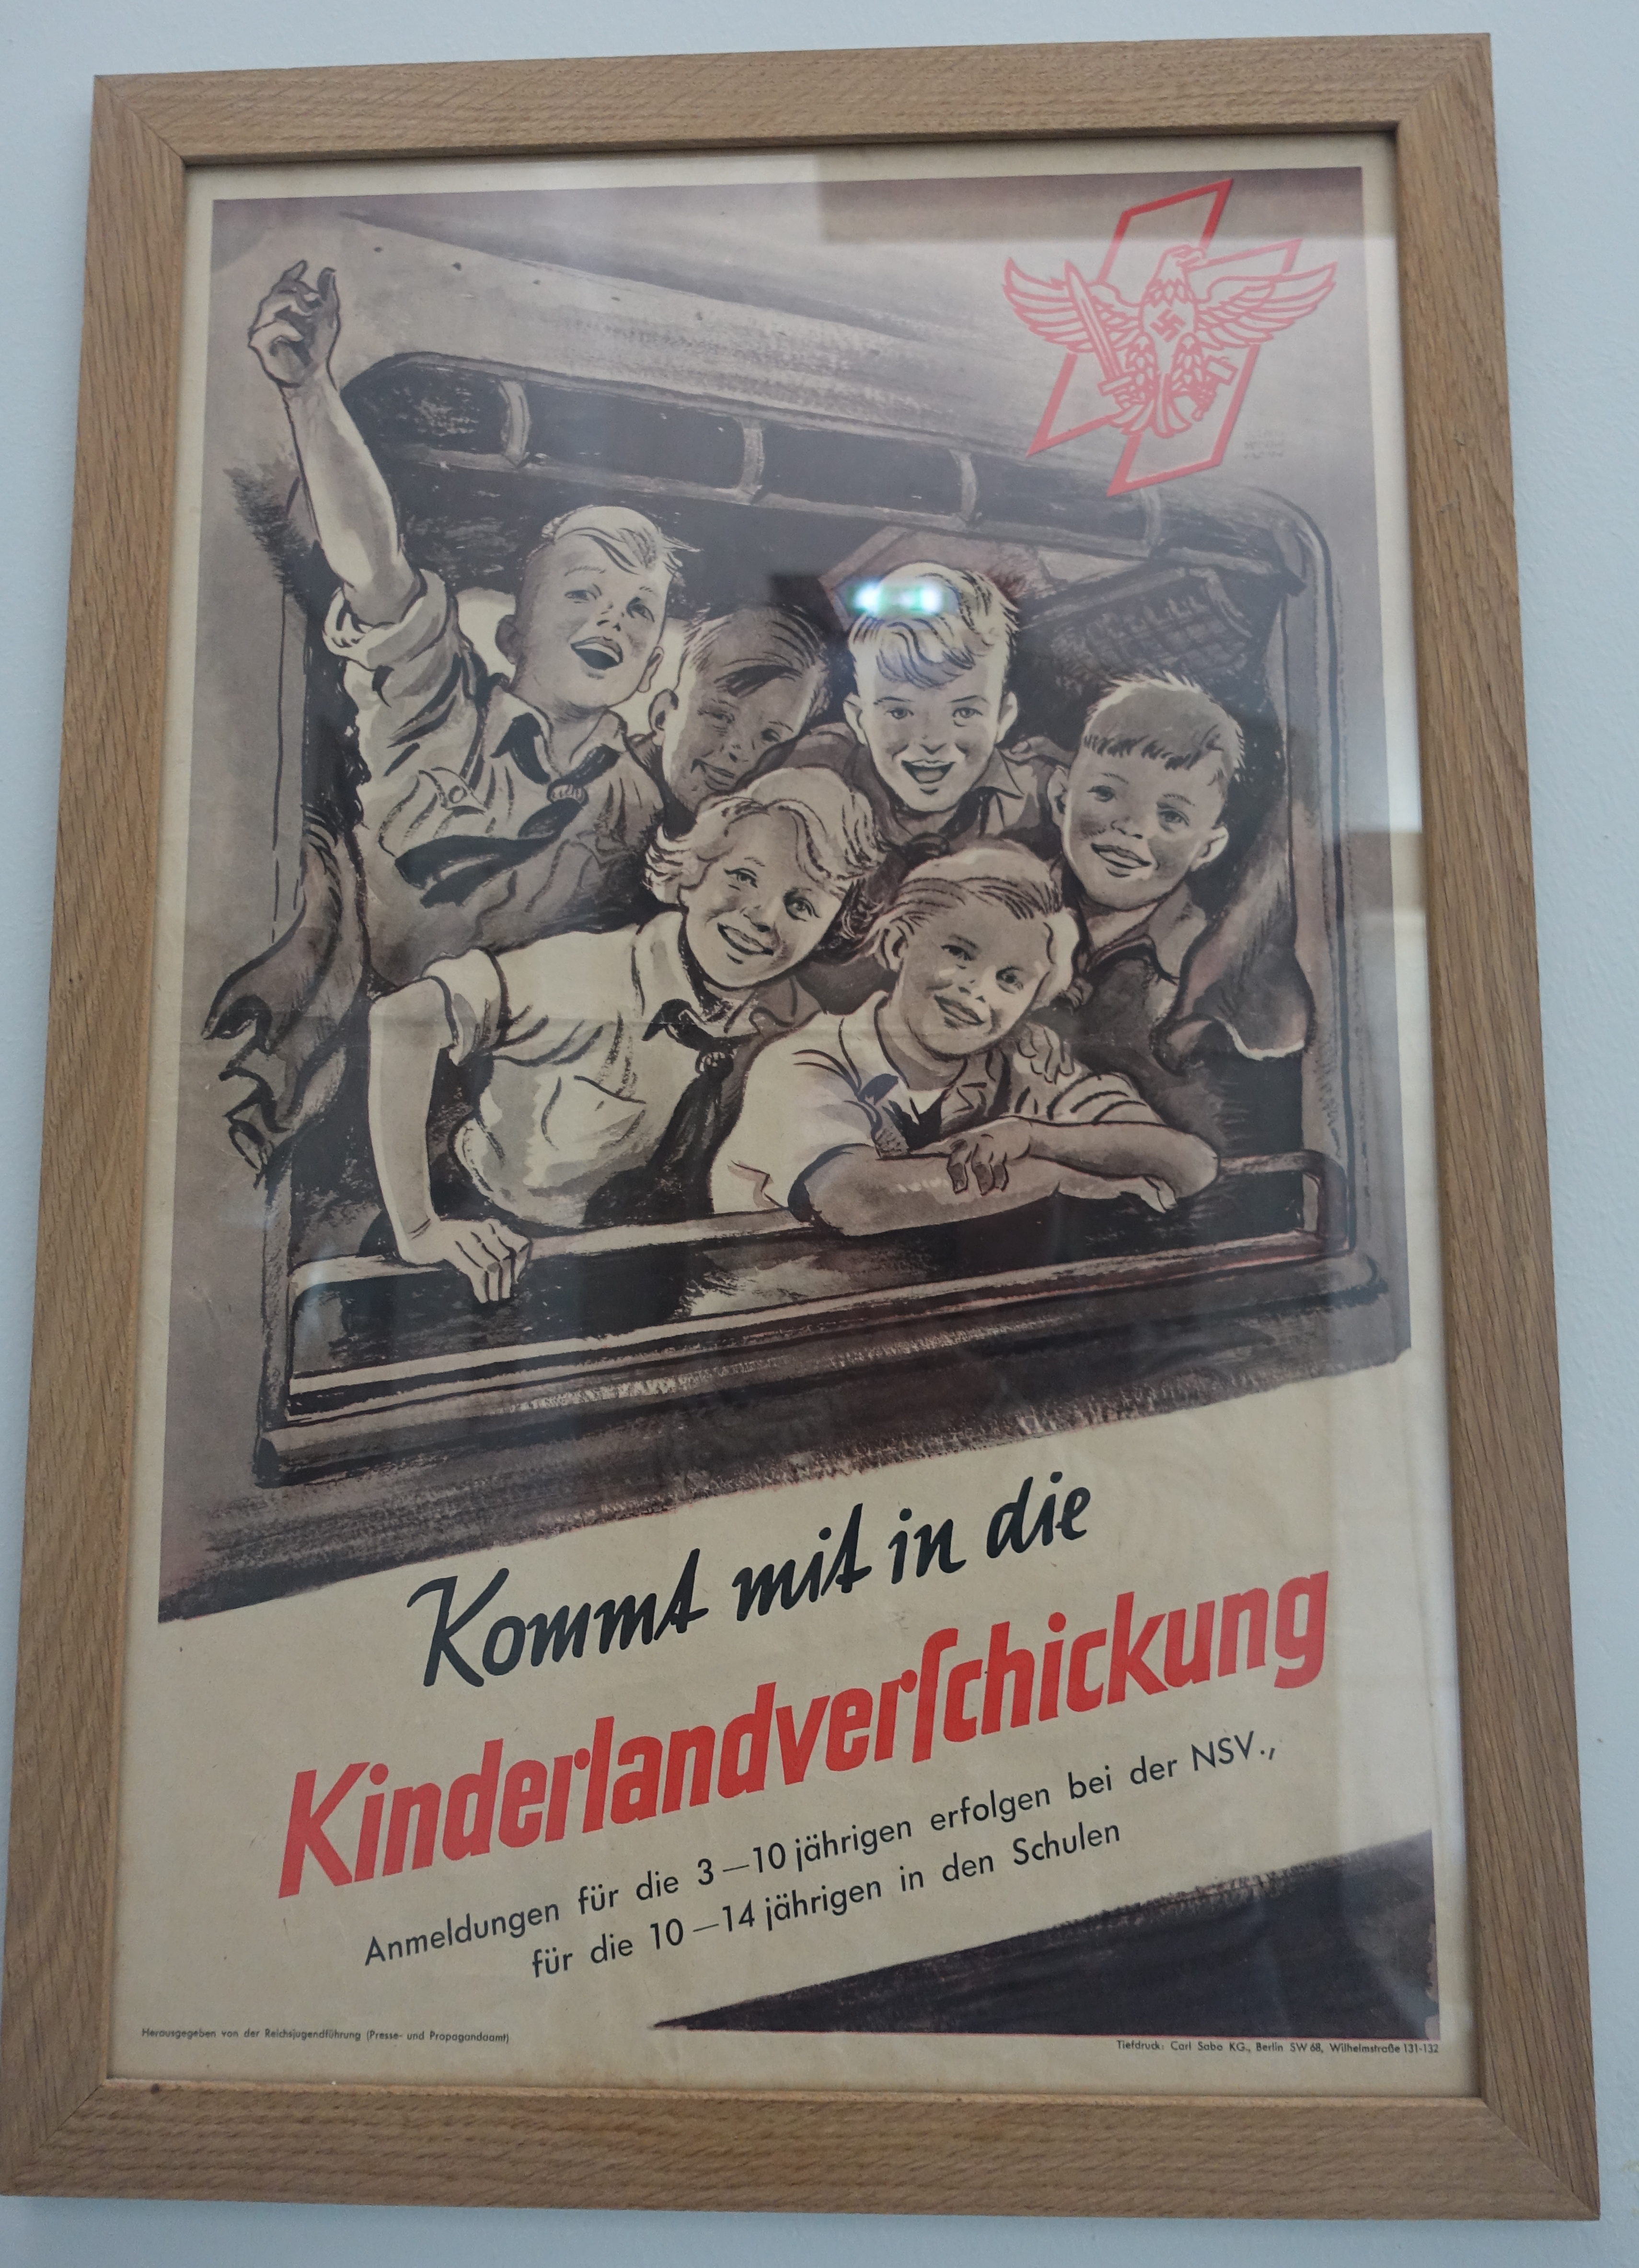 Kommt mit in die
Kinderlandverſchickung
Anmeldungen für die 3—10 jährigen erfolgen bei der NSV.,
für die 10—14 jährigen in den Schulen
Herausgegeben von der Reichsjugendführung (Presse- und Propagandaamt)
Tiefdruck: Carl Sabo KG., Berlin SW 68, Wilhelmstraße 131-132